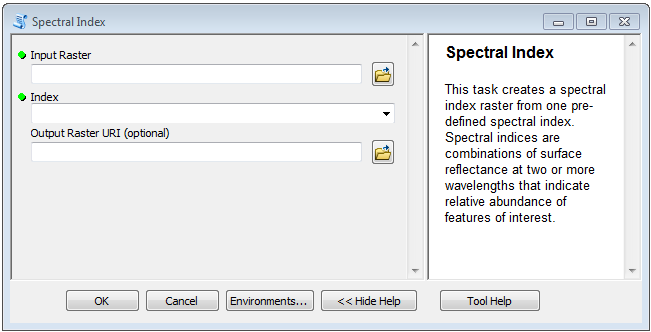 Spectral Index
Input Raster
Index
Output Raster URI (optional)
OK
Cancel
Environments...
<< Hide Help
Spectral Index
This task creates a spectral
index raster from one pre-
defined spectral index.
Spectral indices are
combinations of surface
reflectance at two or more
wavelengths that indicate
relative abundance of
features of interest.
Tool Help